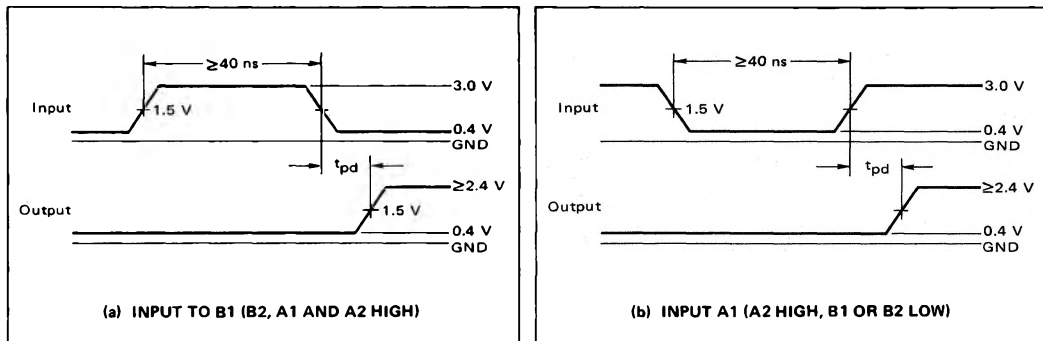 ≥40 ns
3.0 V
Input
1.5 V
0.4 V
GND
tpd
≥2.4 V
Output
1.5 V
0.4 V
GND
(a) INPUT TO B1 (B2, A1 AND A2 HIGH)
≥40 ns
3.0 V
Input
1.5 V
0.4 V
GND
tpd
≥2.4 V
Output
0.4 V
GND
(b) INPUT A1 (A2 HIGH, B1 OR B2 LOW)